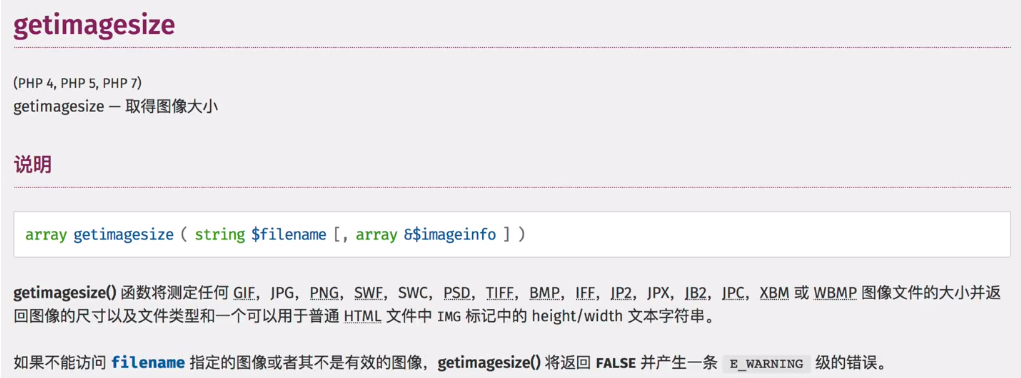 getimagesize
(PHP 4, PHP 5, PHP 7)
getimagesize — 取得图像大小
说明
array getimagesize ( string $filename [, array &$imageinfo ] )
getimagesize() 函数将测定任何 GIF，JPG，PNG，SWF，SWC，PSD，TIFF，BMP，IFF，JP2，JPX，JB2，JPC，XBM 或 WBMP 图像文件的大小并返
回图像的尺寸以及文件类型和一个可以用于普通 HTML 文件中 IMG 标记中的 height/width 文本字符串。
如果不能访问 filename 指定的图像或者其不是有效的图像，getimagesize() 将返回 FALSE 并产生一条 E_WARNING 级的错误。